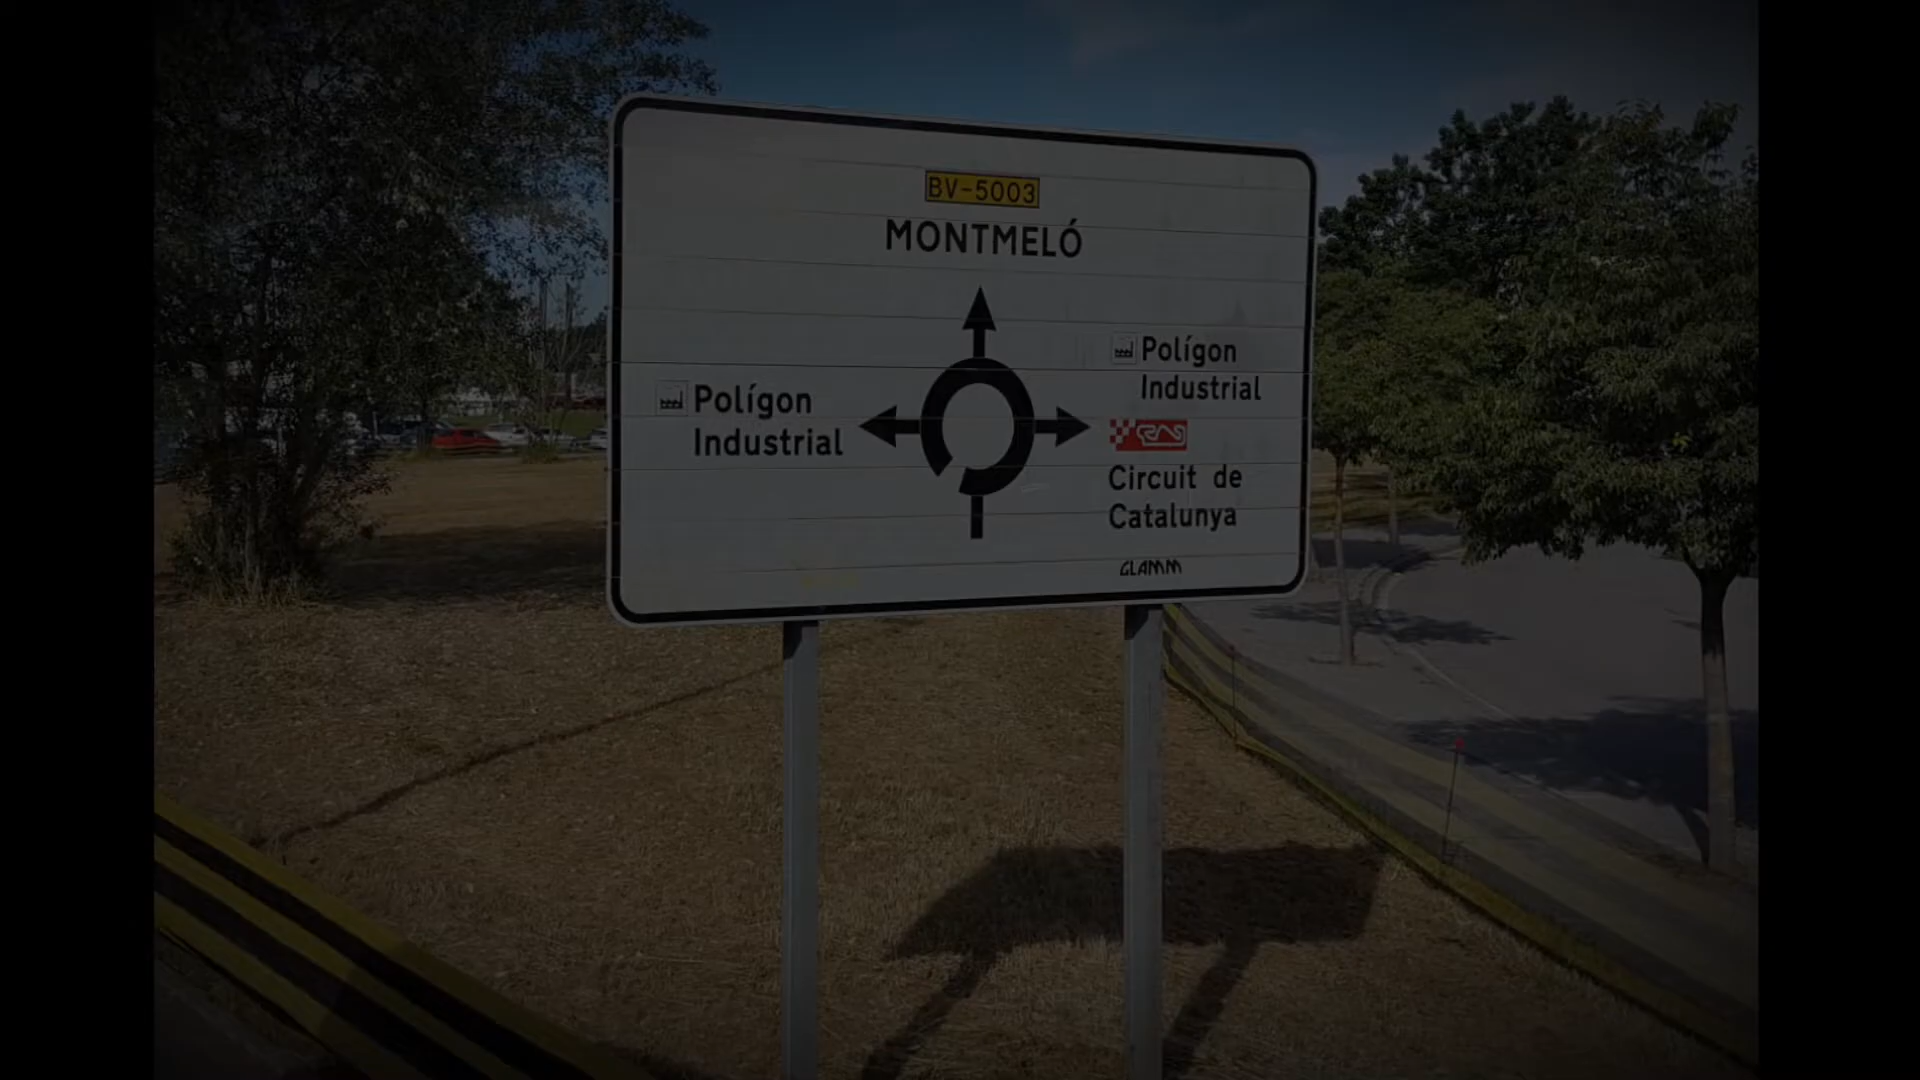 BV-5003
MONTMELÓ
Polígon
Industrial
Polígon
Industrial
Circuit de
Catalunya
GLAMM